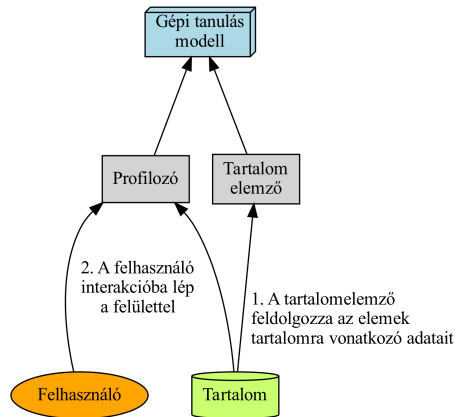 Gépi tanulás
modell
Profilozó
Tartalom
elemző
2. A felhasználó
interakcióba lép
a felülettel
1. A tartalomelemző
feldolgozza az elemek
tartalomra vonatkozó adatait
Felhasználó
Tartalom